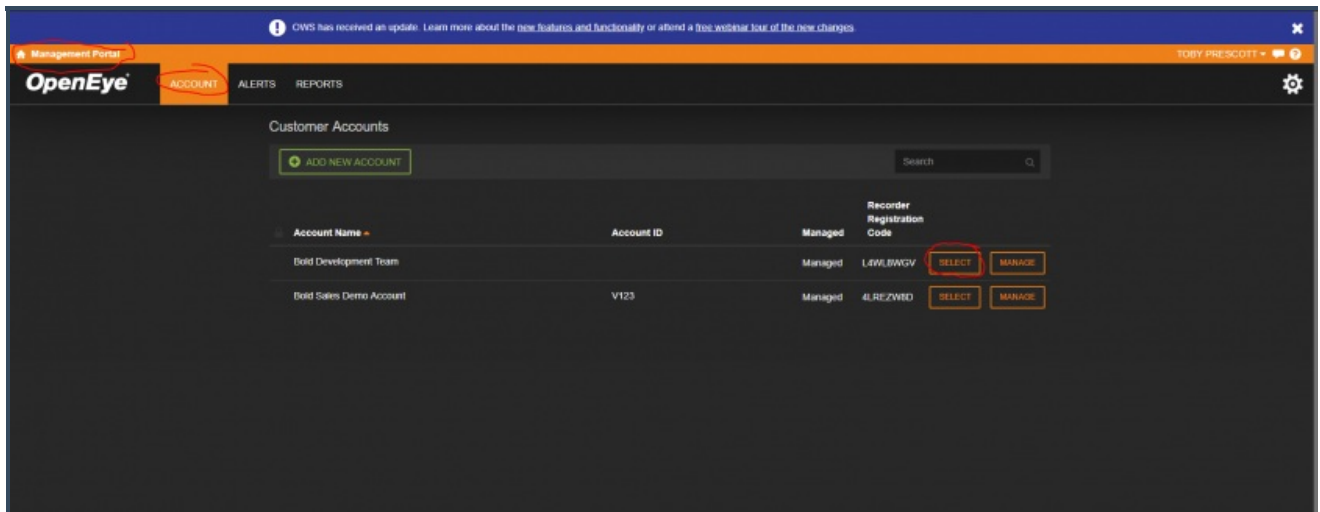 OWS has received an update. Learn more about the new features and functionality or attend a free webinar tour of the new changes.
Management Portal
TOBY PRESCOTT
OpenEye
ACCOUNT ALERTS REPORTS
Customer Accounts
ADD NEW ACCOUNT
Search
Account Name Account ID Managed Recorder Registration Code
Bold Development Team Managed L4WL8WGV SELECT MANAGE
Bold Sales Demo Account V123 Managed 4LREZW8D SELECT MANAGE